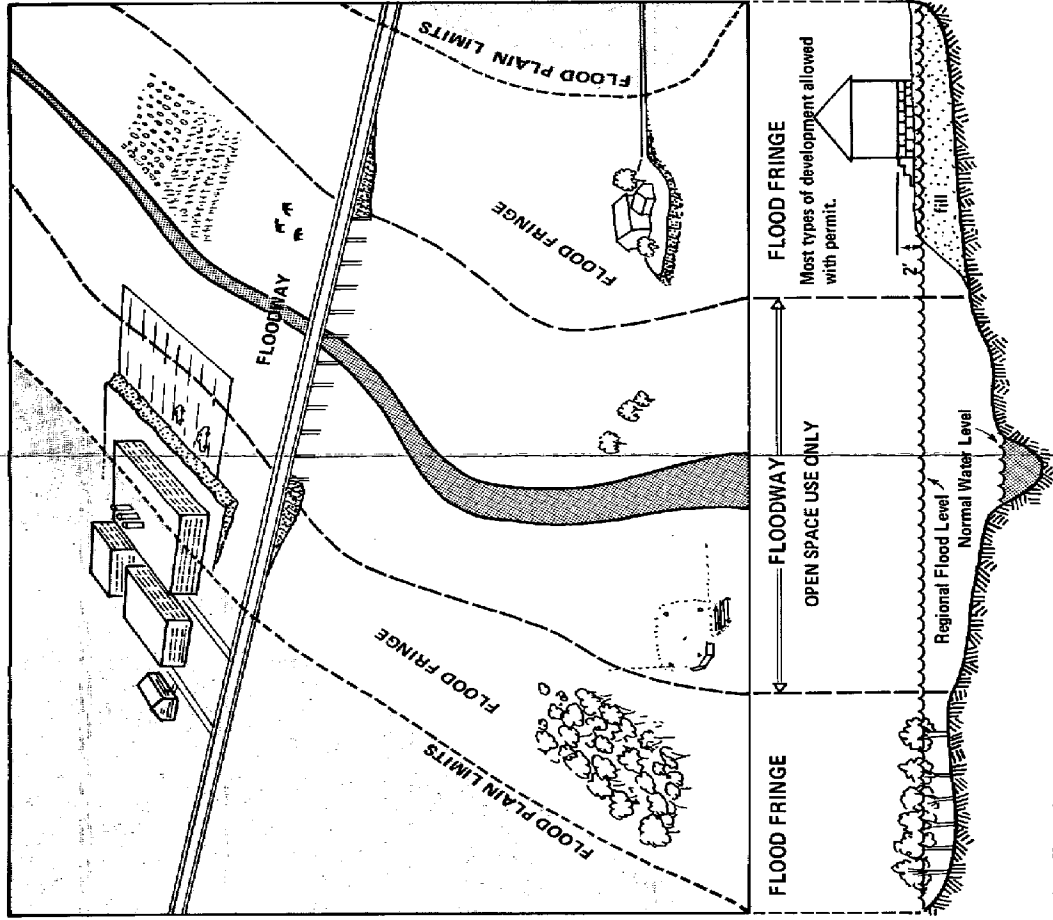 FLOOD PLAIN LIMITS
FLOODWAY
FLOOD FRINGE
FLOOD FRINGE
FLOOD PLAIN LIMITS
FLOOD FRINGE
FLOODWAY
OPEN SPACE USE ONLY
FLOOD FRINGE
Most types of development allowed
with permit.
Regional Flood Level
Normal Water Level
2'
fill